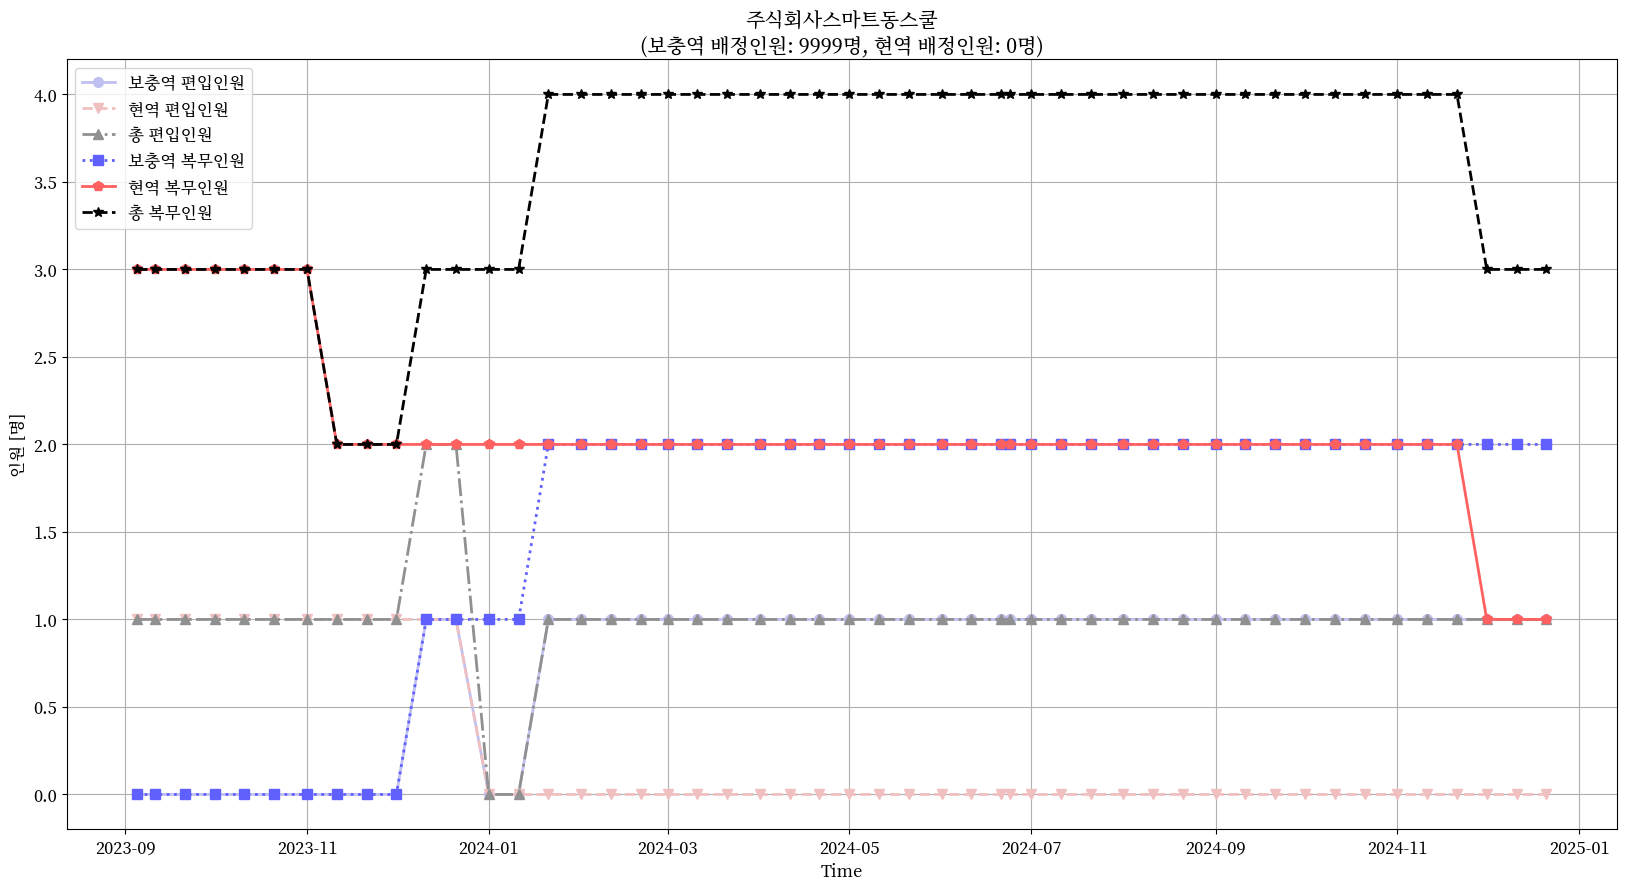 주식회사스마트동스쿨
(보충역 배정인원: 9999명, 현역 배정인원: 0명)
보충역 편입인원
현역 편입인원
총 편입인원
보충역 복무인원
현역 복무인원
총 복무인원
4.0
3.5
3.0
2.5
2.0
1.5
1.0
0.5
0.0
인원 [명]
2023-09 2023-11 2024-01 2024-03 2024-05 2024-07 2024-09 2024-11 2025-01
Time